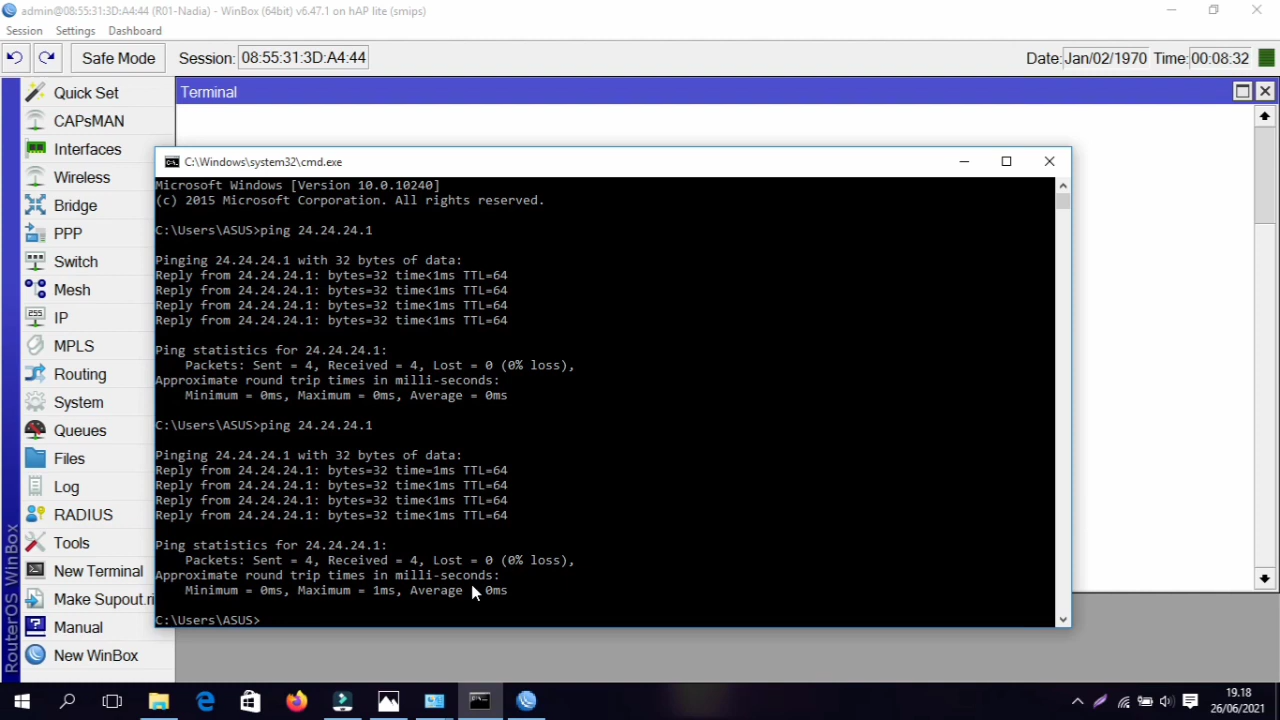 admin@08:55:31:3D:A4:44 (R01-Nadia) - WinBox (64bit) v6.47.1 on hAP lite (smips)
Session Settings Dashboard
Safe Mode Session: 08:55:31:3D:A4:44 Date: Jan/02/1970 Time: 00:08:32
Quick Set
CAPsMAN
Interfaces
Wireless
Bridge
PPP
Switch
Mesh
IP
MPLS
Routing
System
Queues
Files
Log
RADIUS
Tools
New Terminal
Make Supout.ri
Manual
New WinBox
RouterOS WinBox
Terminal
C:\Windows\system32\cmd.exe
Microsoft Windows [Version 10.0.10240]
(c) 2015 Microsoft Corporation. All rights reserved.
C:\Users\ASUS>ping 24.24.24.1
Pinging 24.24.24.1 with 32 bytes of data:
Reply from 24.24.24.1: bytes=32 time<1ms TTL=64
Reply from 24.24.24.1: bytes=32 time<1ms TTL=64
Reply from 24.24.24.1: bytes=32 time<1ms TTL=64
Reply from 24.24.24.1: bytes=32 time<1ms TTL=64
Ping statistics for 24.24.24.1:
Packets: Sent = 4, Received = 4, Lost = 0 (0% loss),
Approximate round trip times in milli-seconds:
Minimum = 0ms, Maximum = 0ms, Average = 0ms
C:\Users\ASUS>ping 24.24.24.1
Pinging 24.24.24.1 with 32 bytes of data:
Reply from 24.24.24.1: bytes=32 time=1ms TTL=64
Reply from 24.24.24.1: bytes=32 time<1ms TTL=64
Reply from 24.24.24.1: bytes=32 time<1ms TTL=64
Reply from 24.24.24.1: bytes=32 time<1ms TTL=64
Ping statistics for 24.24.24.1:
Packets: Sent = 4, Received = 4, Lost = 0 (0% loss),
Approximate round trip times in milli-seconds:
Minimum = 0ms, Maximum = 1ms, Average = 0ms
C:\Users\ASUS>
19.18
26/06/2021